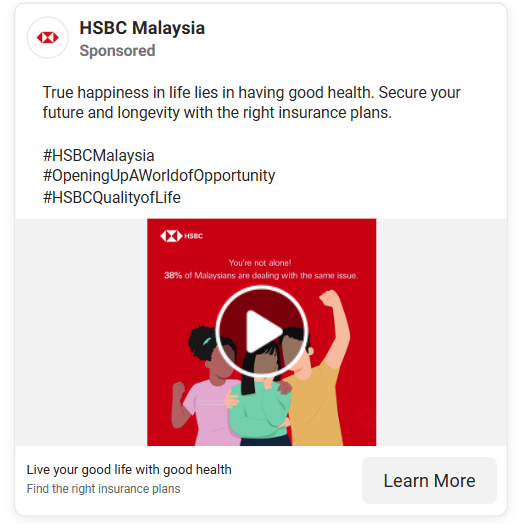 HSBC Malaysia
Sponsored
True happiness in life lies in having good health. Secure your
future and longevity with the right insurance plans.
#HSBCMalaysia
#OpeningUpAWorldofOpportunity
#HSBCQualityofLife
HSBC
You're not alone!
38% of Malaysians are dealing with the same issue.
Live your good life with good health
Find the right insurance plans
Learn More